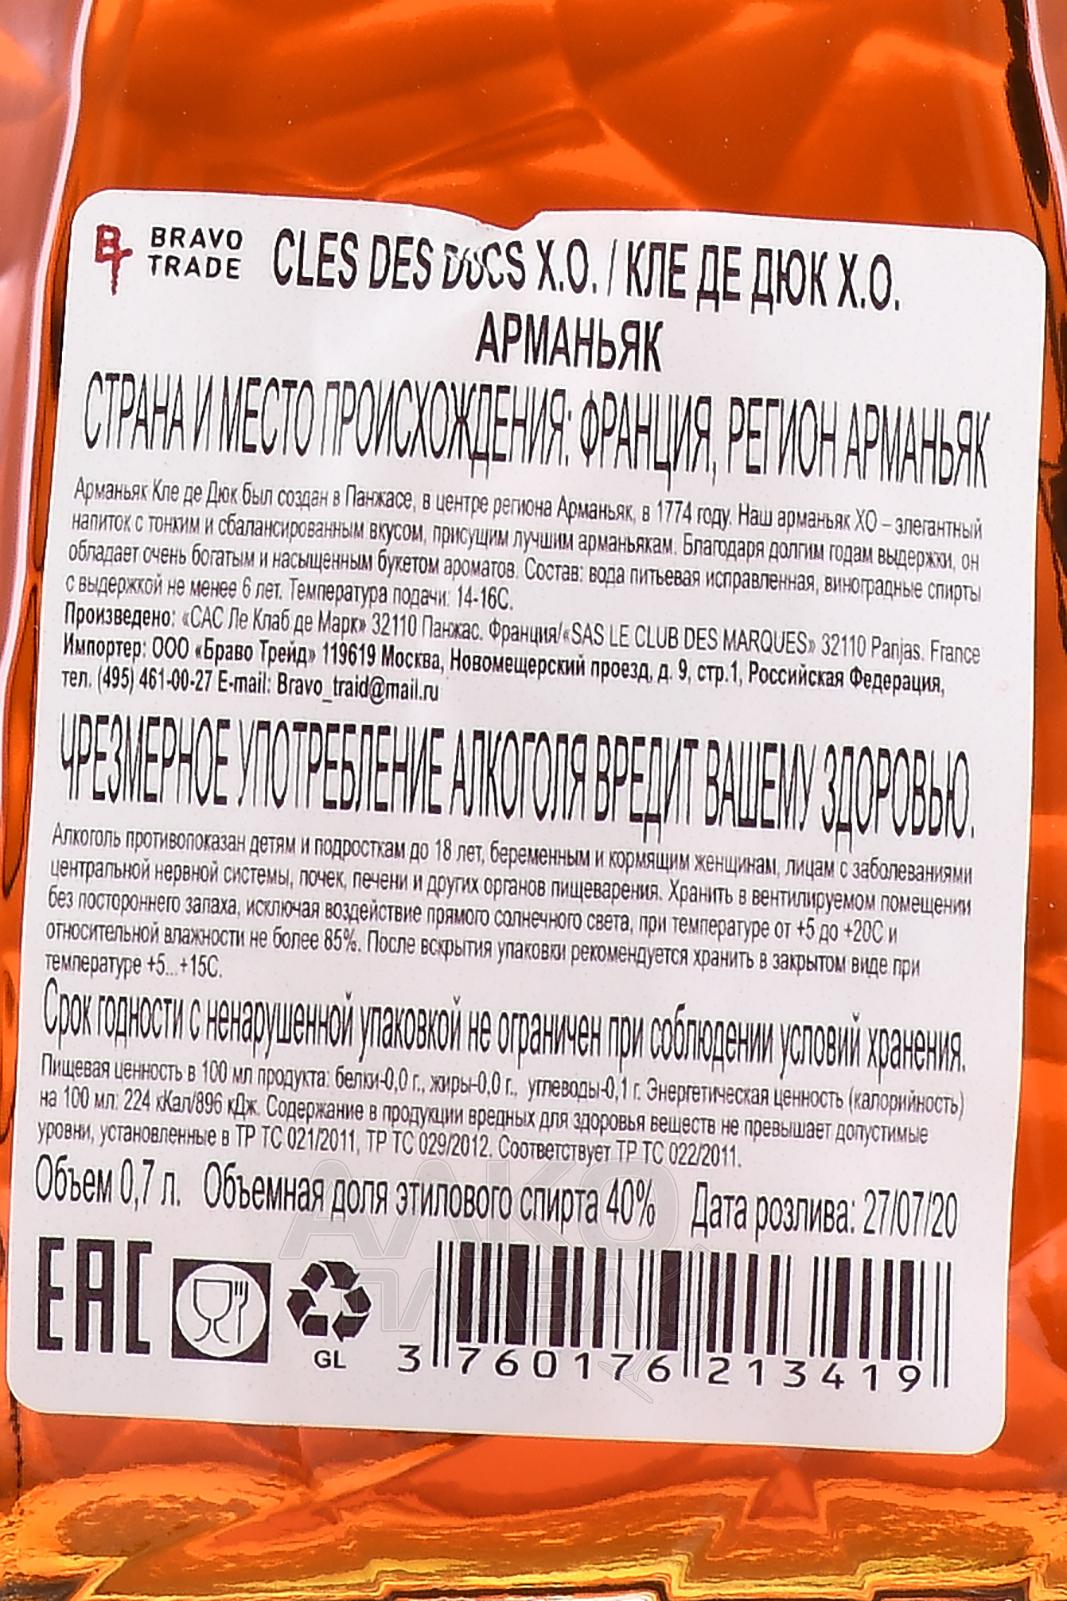 BRAVO TRADE
CLES DES DUCS X.O. / КЛЕ ДЕ ДЮК X.O.
АРМАНЬЯК
СТРАНА И МЕСТО ПРОИСХОЖДЕНИЯ: ФРАНЦИЯ, РЕГИОН АРМАНЬЯК
Арманьяк Кле де Дюк был создан в Панжасе, в центре региона Арманьяк, в 1774 году. Наш арманьяк ХО – элегантный
напиток с тонким и сбалансированным вкусом, присущим лучшим арманьякам. Благодаря долгим годам выдержки, он
обладает очень богатым и насыщенным букетом ароматов. Состав: вода питьевая исправленная, виноградные спирты
с выдержкой не менее 6 лет. Температура подачи: 14-16С.
Произведено: «САС Ле Клаб де Марк» 32110 Панжас. Франция/«SAS LE CLUB DES MARQUES» 32110 Panjas. France
Импортер: ООО «Браво Трейд» 119619 Москва, Новомещерский проезд, д. 9, стр.1, Российская Федерация,
тел. (495) 461-00-27 E-mail: Bravo_traid@mail.ru
ЧРЕЗМЕРНОЕ УПОТРЕБЛЕНИЕ АЛКОГОЛЯ ВРЕДИТ ВАШЕМУ ЗДОРОВЬЮ.
Алкоголь противопоказан детям и подросткам до 18 лет, беременным и кормящим женщинам, лицам с заболеваниями
центральной нервной системы, почек, печени и других органов пищеварения. Хранить в вентилируемом помещении
без постороннего запаха, исключая воздействие прямого солнечного света, при температуре от +5 до +20С и
относительной влажности не более 85%. После вскрытия упаковки рекомендуется хранить в закрытом виде при
температуре +5...+15С.
Срок годности с ненарушенной упаковкой не ограничен при соблюдении условий хранения.
Пищевая ценность в 100 мл продукта: белки-0,0 г., жиры-0,0 г., углеводы-0,1 г. Энергетическая ценность (калорийность)
на 100 мл: 224 кКал/896 кДж. Содержание в продукции вредных для здоровья веществ не превышает допустимые
уровни, установленные в ТР ТС 021/2011, ТР ТС 029/2012. Соответствует ТР ТС 022/2011.
Объем 0,7 л. Объемная доля этилового спирта 40% Дата розлива: 27/07/20
ЕАС
GL
3 760176 213419
АЛКО
ПЛАВАС